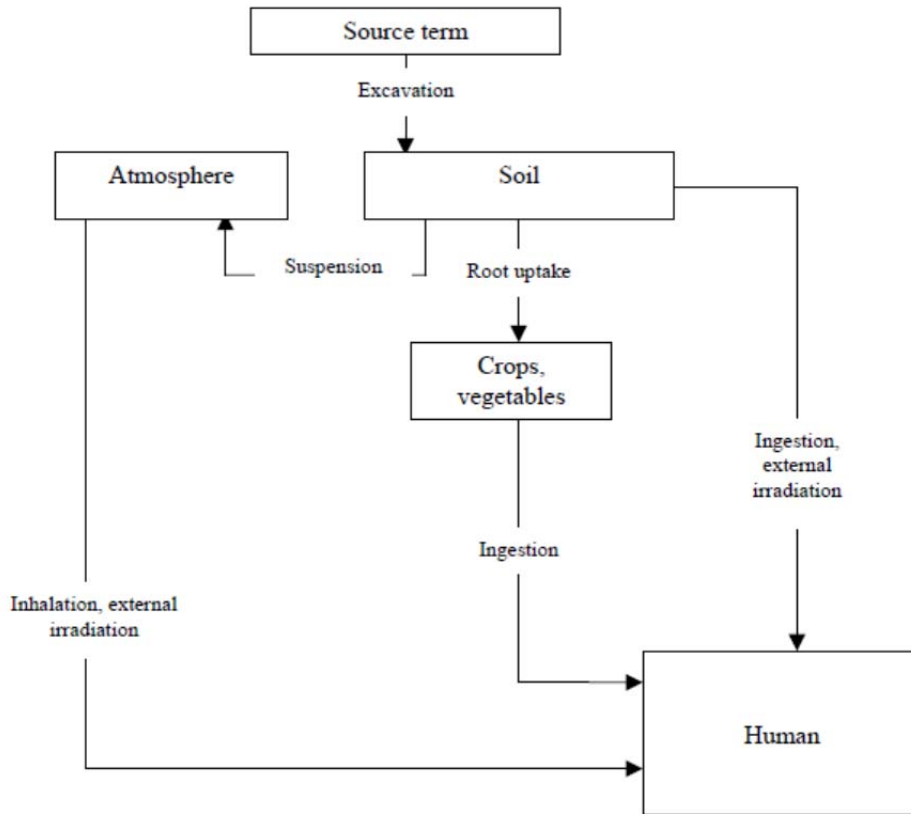 Source term
Excavation
Atmosphere
Soil
Suspension
Root uptake
Crops,
vegetables
Ingestion,
external
irradiation
Ingestion
Inhalation, external
irradiation
Human